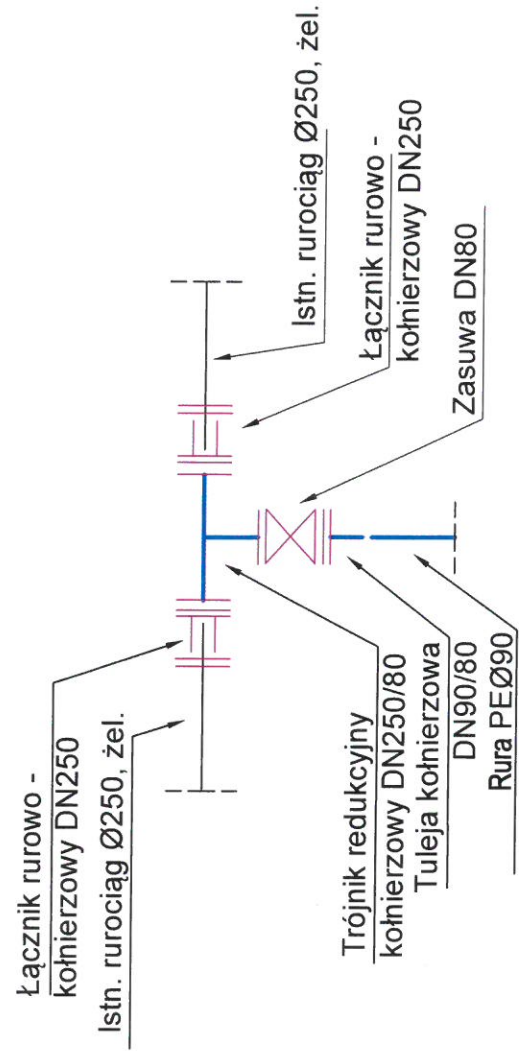 Łącznik rurowo -
kołnierzowy DN250
Istn. rurociąg Ø250, żel.
Trójnik redukcyjny
kołnierzowy DN250/80
Tuleja kołnierzowa
DN90/80
Rura PEØ90
Istn. rurociąg Ø250, żel.
Łącznik rurowo -
kołnierzowy DN250
Zasuwa DN80